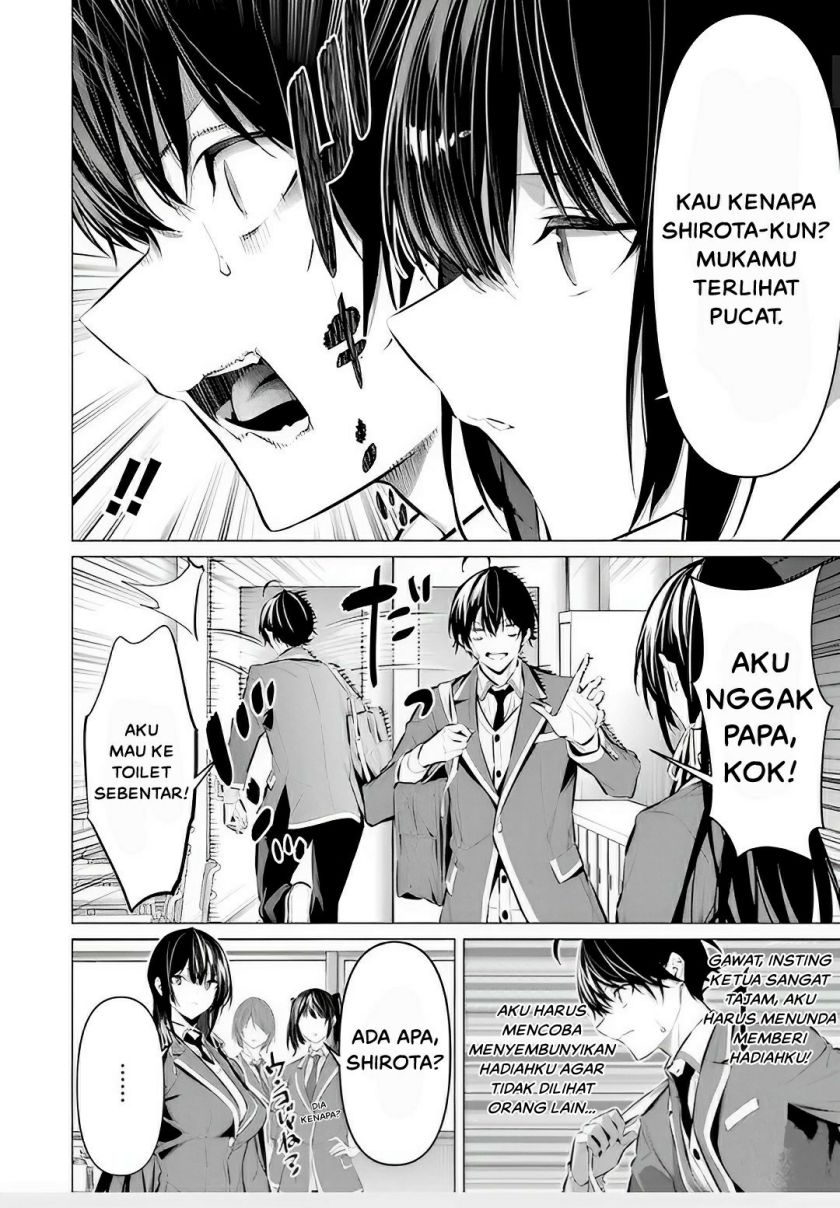 KAU KENAPA
SHIROTA-KUN?
MUKAMU
TERLIHAT
PUCAT.
!!
AKU
NGGAK
PAPA,
KOK!
AKU
MAU KE
TOILET
SEBENTAR!
GAWAT, INSTING
KETUA SANGAT
TAJAM, AKU
HARUS MENUNDA
MEMBERI
HADIAHKU!
AKU HARUS
MENCOBA
MENYEMBUNYIKAN
HADIAHKU AGAR
TIDAK DILIHAT
ORANG LAIN...
ADA APA,
SHIROTA?
DIA
KENAPA?
......